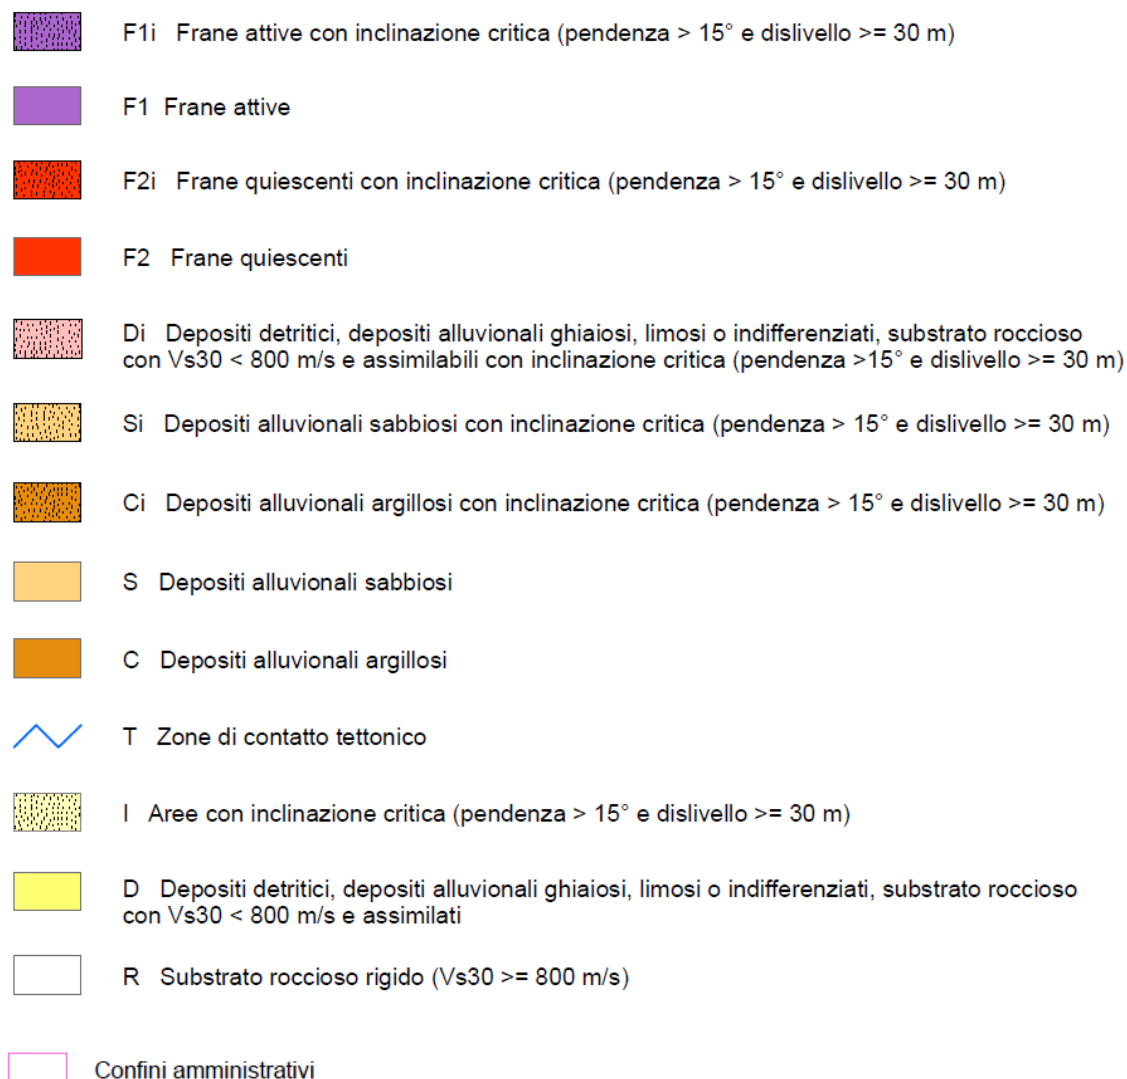 F1i Frane attive con inclinazione critica (pendenza > 15° e dislivello >= 30 m)
F1 Frane attive
F2i Frane quiescenti con inclinazione critica (pendenza > 15° e dislivello >= 30 m)
F2 Frane quiescenti
Di Depositi detritici, depositi alluvionali ghiaiosi, limosi o indifferenziati, substrato roccioso
con Vs30 < 800 m/s e assimilabili con inclinazione critica (pendenza >15° e dislivello >= 30 m)
Si Depositi alluvionali sabbiosi con inclinazione critica (pendenza > 15° e dislivello >= 30 m)
Ci Depositi alluvionali argillosi con inclinazione critica (pendenza > 15° e dislivello >= 30 m)
S Depositi alluvionali sabbiosi
C Depositi alluvionali argillosi
T Zone di contatto tettonico
I Aree con inclinazione critica (pendenza > 15° e dislivello >= 30 m)
D Depositi detritici, depositi alluvionali ghiaiosi, limosi o indifferenziati, substrato roccioso
con Vs30 < 800 m/s e assimilati
R Substrato roccioso rigido (Vs30 >= 800 m/s)
Confini amministrativi